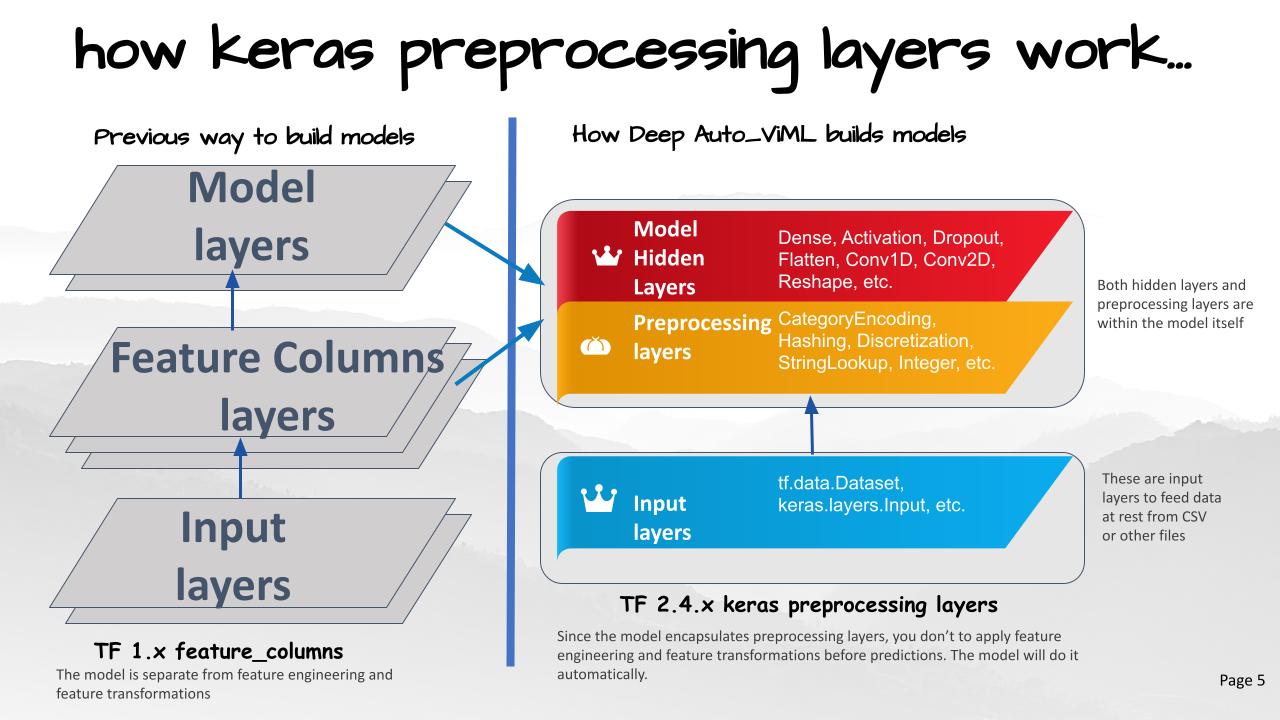 how keras preprocessing layers work...
Previous way to build models
Model
layers
Feature Columns
layers
Input
layers
TF 1.x feature_columns
The model is separate from feature engineering and
feature transformations
How Deep Auto_ViML builds models
Model
Hidden
Layers
Dense, Activation, Dropout,
Flatten, Conv1D, Conv2D,
Reshape, etc.
Preprocessing
layers
CategoryEncoding,
Hashing, Discretization,
StringLookup, Integer, etc.
Both hidden layers and
preprocessing layers are
within the model itself
Input
layers
tf.data.Dataset,
keras.layers.Input, etc.
These are input
layers to feed data
at rest from CSV
or other files
TF 2.4.x keras preprocessing layers
Since the model encapsulates preprocessing layers, you don’t to apply feature
engineering and feature transformations before predictions. The model will do it
automatically.
Page 5